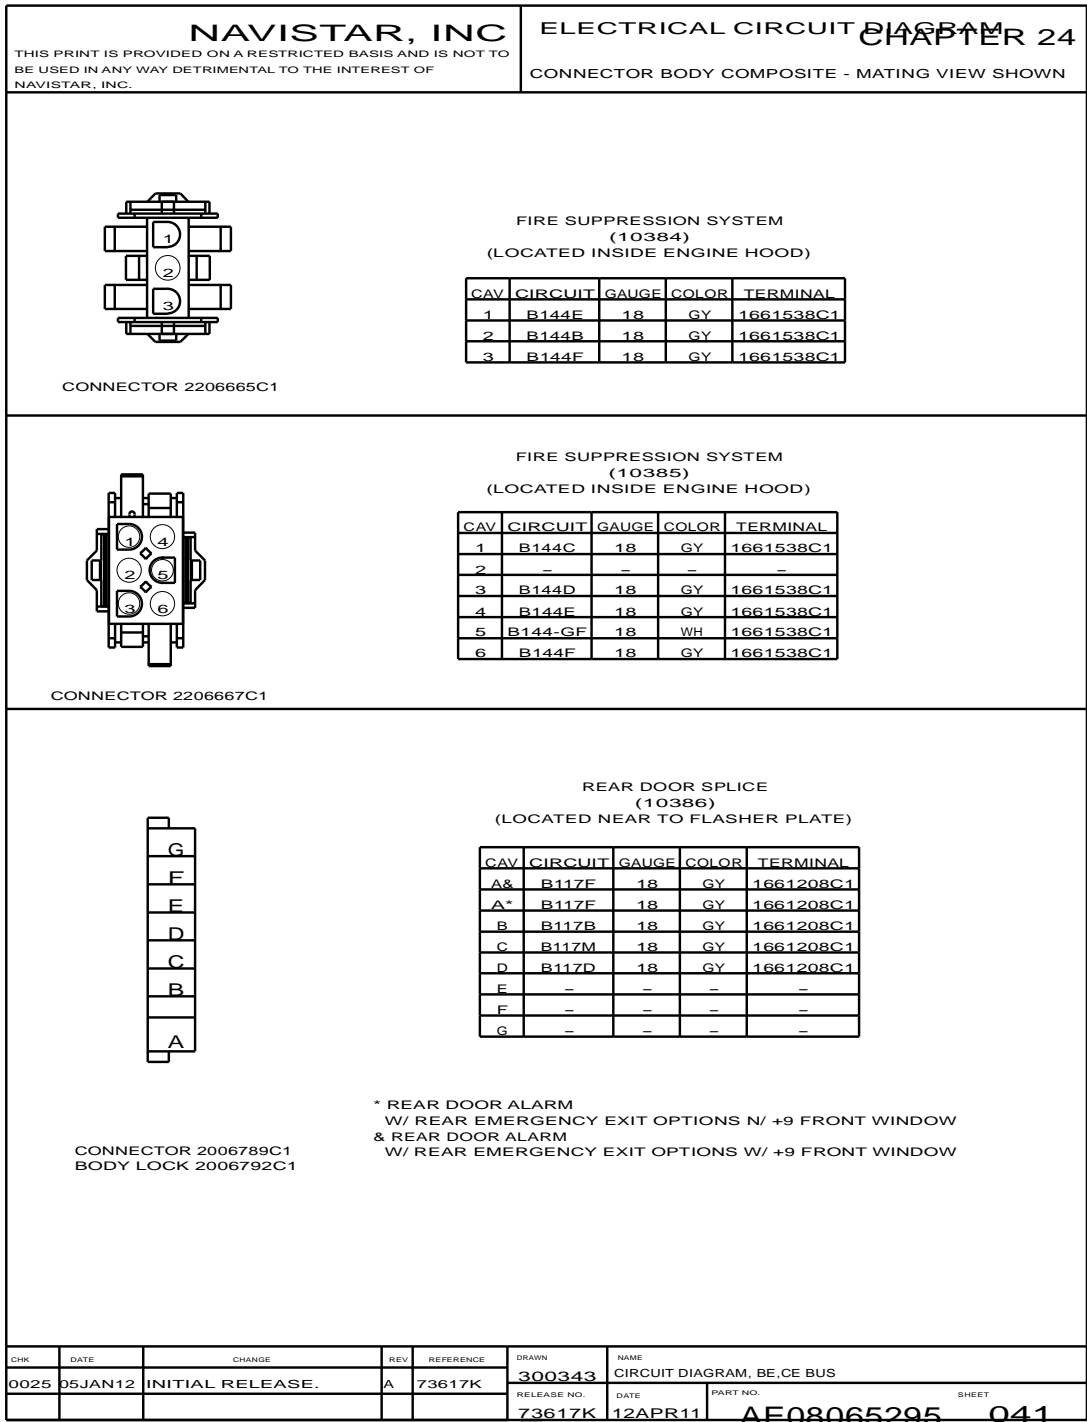 NAVISTAR, INC
THIS PRINT IS PROVIDED ON A RESTRICTED BASIS AND IS NOT TO
BE USED IN ANY WAY DETRIMENTAL TO THE INTEREST OF
NAVISTAR, INC.
ELECTRICAL CIRCUIT DIAGRAM
CHAPTER 24
CONNECTOR BODY COMPOSITE - MATING VIEW SHOWN
1
2
3
CONNECTOR 2206665C1
FIRE SUPPRESSION SYSTEM
(10384)
(LOCATED INSIDE ENGINE HOOD)
CAV CIRCUIT GAUGE COLOR TERMINAL
1 B144E 18 GY 1661538C1
2 B144B 18 GY 1661538C1
3 B144F 18 GY 1661538C1
1 4
2 5
3 6
CONNECTOR 2206667C1
FIRE SUPPRESSION SYSTEM
(10385)
(LOCATED INSIDE ENGINE HOOD)
CAV CIRCUIT GAUGE COLOR TERMINAL
1 B144C 18 GY 1661538C1
2 – – – –
3 B144D 18 GY 1661538C1
4 B144E 18 GY 1661538C1
5 B144-GF 18 WH 1661538C1
6 B144F 18 GY 1661538C1
G
F
E
D
C
B
A
CONNECTOR 2006789C1
BODY LOCK 2006792C1
REAR DOOR SPLICE
(10386)
(LOCATED NEAR TO FLASHER PLATE)
CAV CIRCUIT GAUGE COLOR TERMINAL
A& B117F 18 GY 1661208C1
A* B117F 18 GY 1661208C1
B B117B 18 GY 1661208C1
C B117M 18 GY 1661208C1
D B117D 18 GY 1661208C1
E – – – –
F – – – –
G – – – –
* REAR DOOR ALARM
W/ REAR EMERGENCY EXIT OPTIONS N/ +9 FRONT WINDOW
& REAR DOOR ALARM
W/ REAR EMERGENCY EXIT OPTIONS W/ +9 FRONT WINDOW
CHK DATE CHANGE REV REFERENCE
0025 05JAN12 INITIAL RELEASE. A 73617K
DRAWN
300343
NAME
CIRCUIT DIAGRAM, BE,CE BUS
RELEASE NO.
73617K
DATE
12APR11
PART NO.
AE08065295
SHEET
041